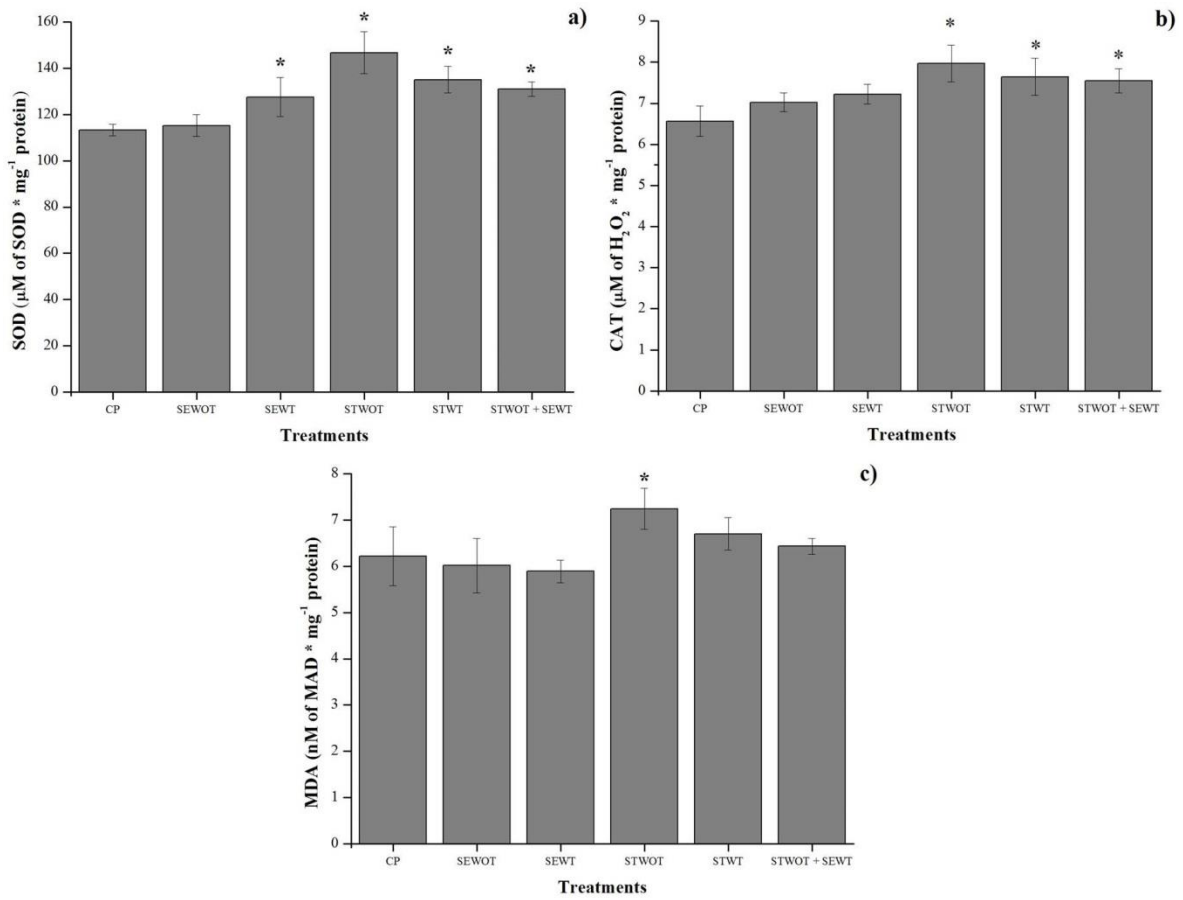 a)
SOD (µM of SOD * mg⁻¹ protein)
160
140
120
100
80
60
40
20
0
* * * *
CP SEWOT SEWT STWOT STWT STWOT + SEWT
Treatments
b)
CAT (µM of H₂O₂ * mg⁻¹ protein)
9
8
7
6
5
4
3
2
1
0
* * *
CP SEWOT SEWT STWOT STWT STWOT + SEWT
Treatments
c)
MDA (nM of MAD * mg⁻¹ protein)
8
7
6
5
4
3
2
1
0
*
CP SEWOT SEWT STWOT STWT STWOT + SEWT
Treatments